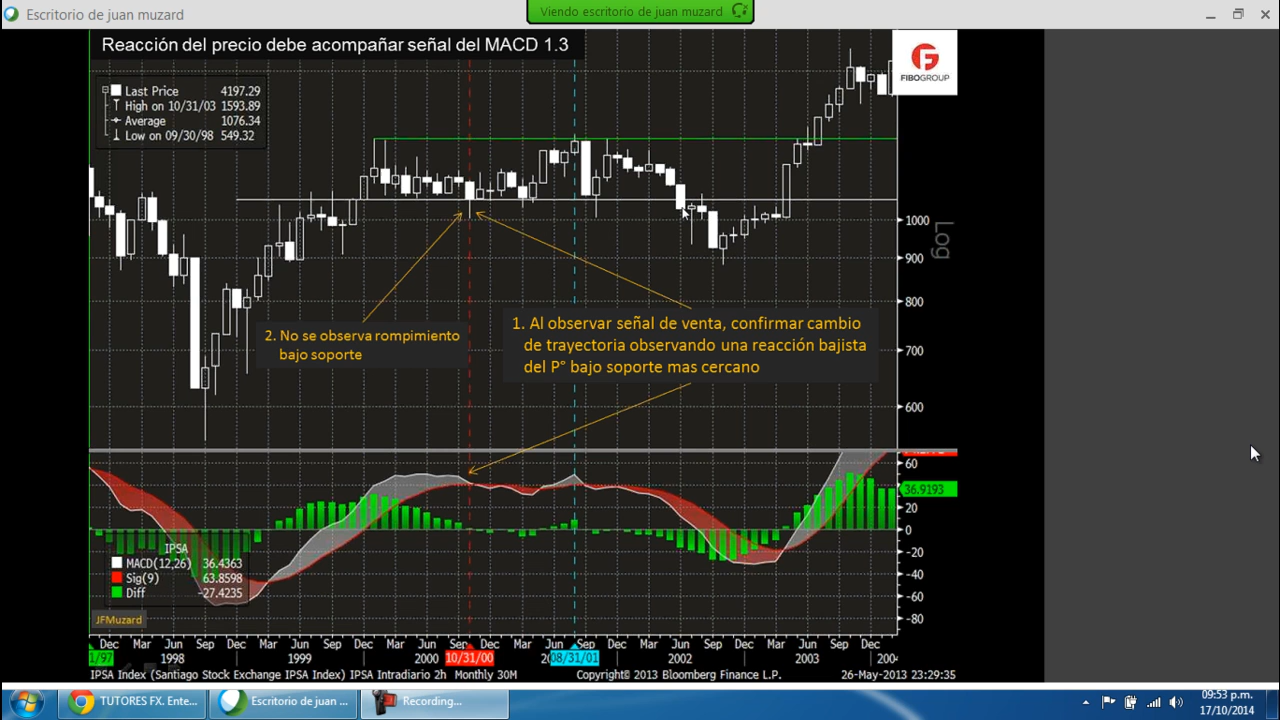 Escritorio de juan muzard
Viendo escritorio de juan muzard
Reacción del precio debe acompañar señal del MACD 1.3
FIBOGROUP
Last Price 4197.29
High on 10/31/03 1593.89
Average 1076.34
Low on 09/30/98 549.32
1000
Log
900
800
700
600
2. No se observa rompimiento
bajo soporte
1. Al observar señal de venta, confirmar cambio
de trayectoria observando una reacción bajista
del P° bajo soporte mas cercano
60
36.9193
20
0
-20
-40
-60
-80
IPSA
MACD(12,26) 36.4363
Sig(9) 63.8598
Diff -27.4235
JFMuzard
Dec Mar Jun Sep Dec Mar Jun Sep Dec Mar Jun Sep Dec Mar Jun Sep Dec Mar Jun Sep Dec Mar Jun Sep Dec
1/97 1998 1999 2000 10/31/00 08/31/01 2002 2003 2004
IPSA Index (Santiago Stock Exchange IPSA Index) IPSA Intradiario 2h Monthly 30M Copyright© 2013 Bloomberg Finance L.P. 26-May-2013 23:29:35
TUTORES FX. Ente...
Escritorio de juan ...
Recording...
09:53 p.m.
17/10/2014